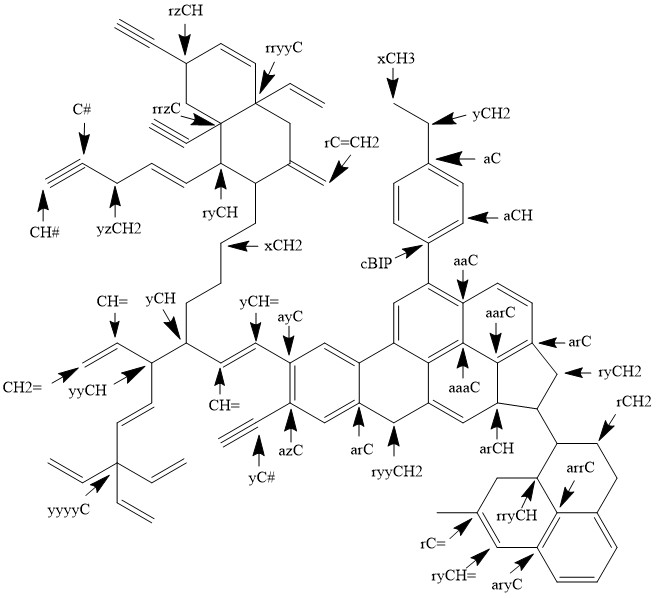 rzCH
rryyC
xCH3
yCH2
rrzC
C#
rC=CH2
aC
CH#
yzCH2
ryCH
aCH
xCH2
cBIP
aaC
CH=
yCH
yCH=
ayC
aarC
arC
CH2=
yyCH
CH=
aaaC
ryCH2
azC
arC
ryyCH2
arCH
rCH2
yC#
arrC
yyyyC
rryCH
rC=
ryCH=
aryC